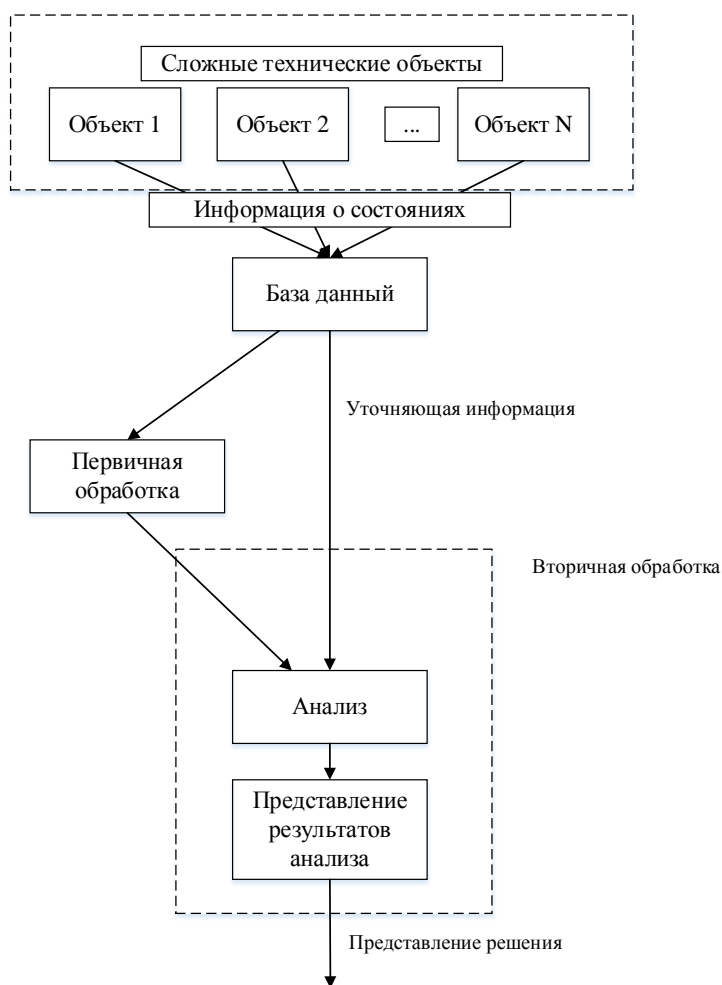 Сложные технические объекты
Объект 1
Объект 2
...
Объект N
Информация о состояниях
База данный
Уточняющая информация
Первичная
обработка
Вторичная обработка
Анализ
Представление
результатов
анализа
Представление решения